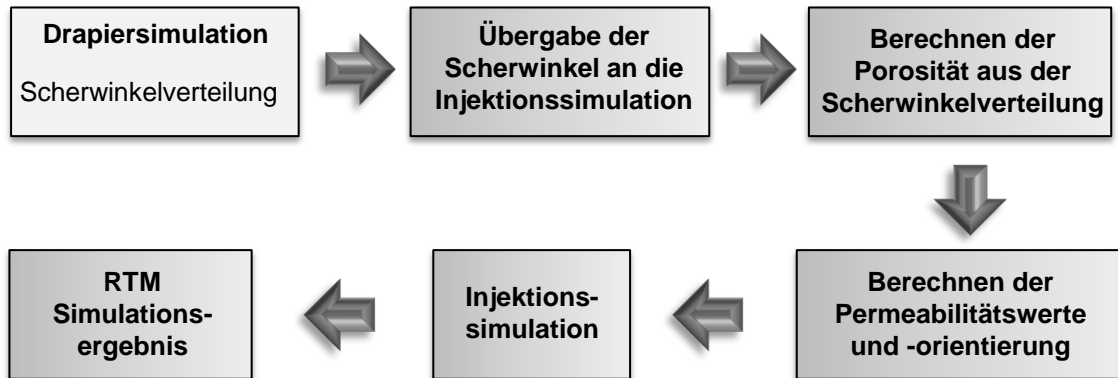 Drapiersimulation
Scherwinkelverteilung
Übergabe der
Scherwinkel an die
Injektionssimulation
Berechnen der
Porosität aus der
Scherwinkelverteilung
Berechnen der
Permeabilitätswerte
und -orientierung
Injektions-
simulation
RTM
Simulations-
ergebnis